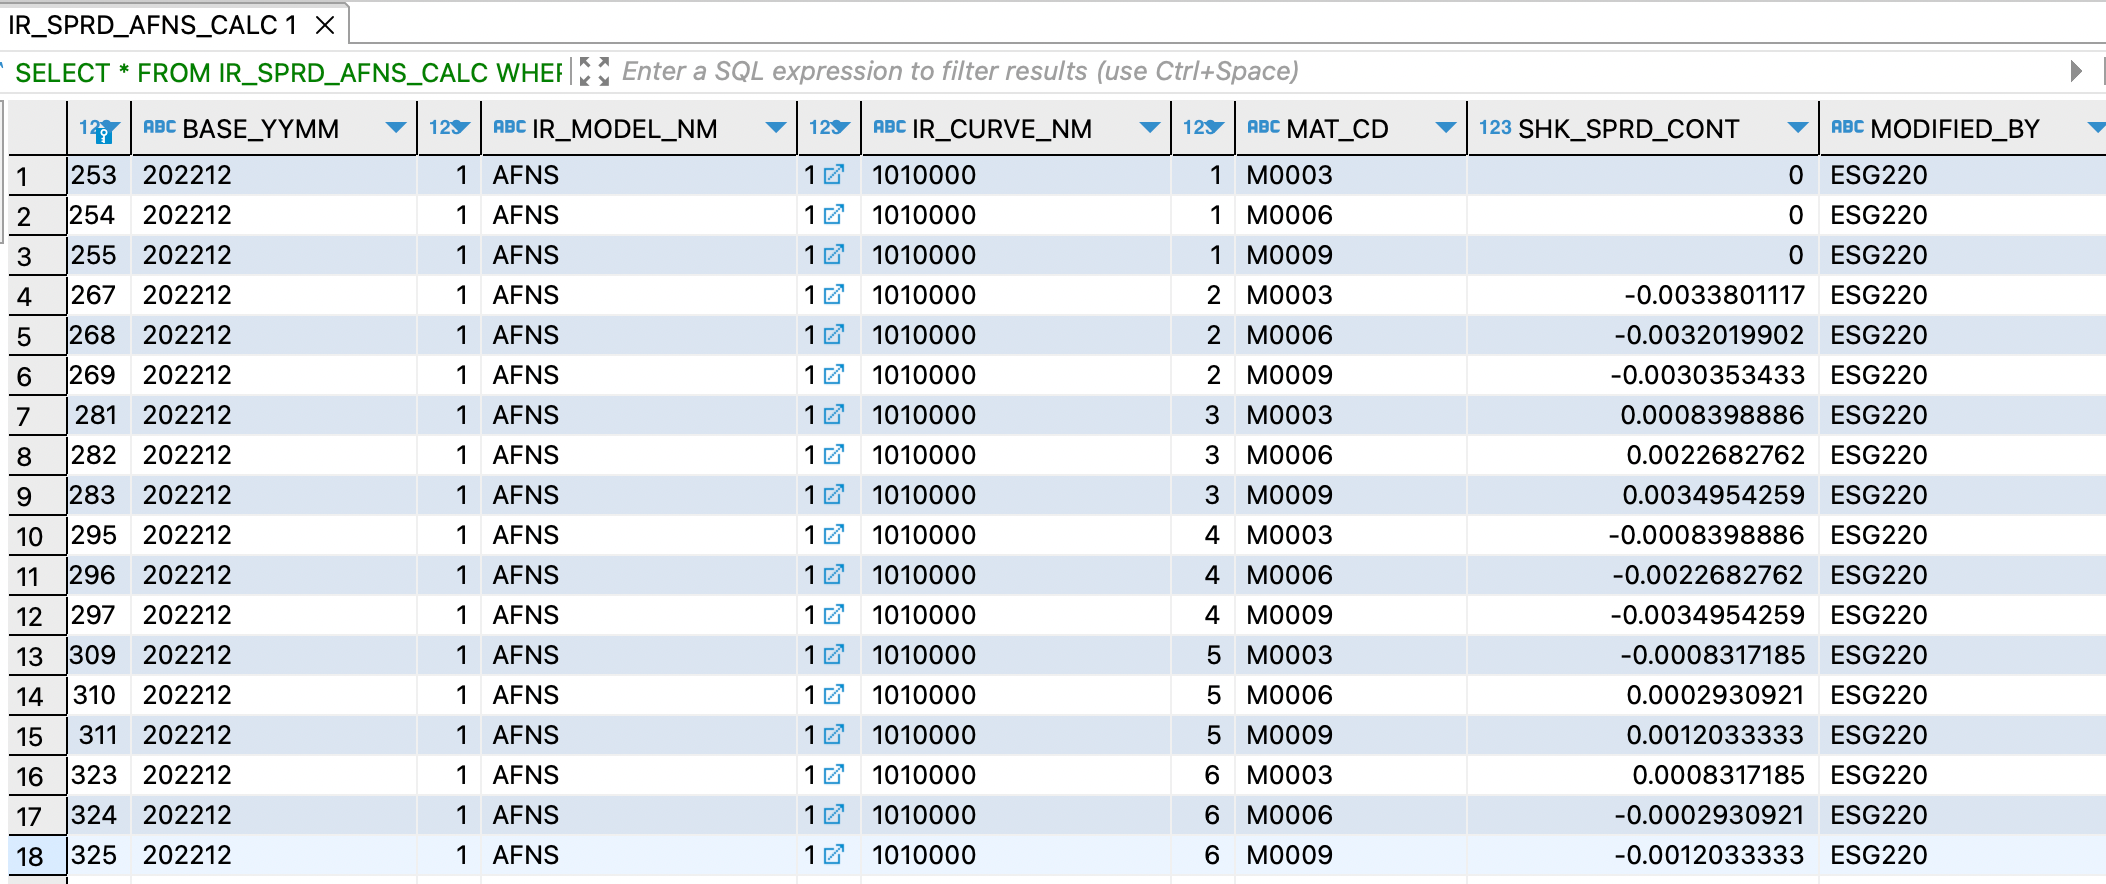 IR_SPRD_AFNS_CALC 1
SELECT * FROM IR_SPRD_AFNS_CALC WHER Enter a SQL expression to filter results (use Ctrl+Space)
123 ABC BASE_YYMM 123 ABC IR_MODEL_NM 123 ABC IR_CURVE_NM 123 ABC MAT_CD 123 SHK_SPRD_CONT ABC MODIFIED_BY
1 253 202212 1 AFNS 1 1010000 1 M0003 0 ESG220
2 254 202212 1 AFNS 1 1010000 1 M0006 0 ESG220
3 255 202212 1 AFNS 1 1010000 1 M0009 0 ESG220
4 267 202212 1 AFNS 1 1010000 2 M0003 -0.0033801117 ESG220
5 268 202212 1 AFNS 1 1010000 2 M0006 -0.0032019902 ESG220
6 269 202212 1 AFNS 1 1010000 2 M0009 -0.0030353433 ESG220
7 281 202212 1 AFNS 1 1010000 3 M0003 0.0008398886 ESG220
8 282 202212 1 AFNS 1 1010000 3 M0006 0.0022682762 ESG220
9 283 202212 1 AFNS 1 1010000 3 M0009 0.0034954259 ESG220
10 295 202212 1 AFNS 1 1010000 4 M0003 -0.0008398886 ESG220
11 296 202212 1 AFNS 1 1010000 4 M0006 -0.0022682762 ESG220
12 297 202212 1 AFNS 1 1010000 4 M0009 -0.0034954259 ESG220
13 309 202212 1 AFNS 1 1010000 5 M0003 -0.0008317185 ESG220
14 310 202212 1 AFNS 1 1010000 5 M0006 0.0002930921 ESG220
15 311 202212 1 AFNS 1 1010000 5 M0009 0.0012033333 ESG220
16 323 202212 1 AFNS 1 1010000 6 M0003 0.0008317185 ESG220
17 324 202212 1 AFNS 1 1010000 6 M0006 -0.0002930921 ESG220
18 325 202212 1 AFNS 1 1010000 6 M0009 -0.0012033333 ESG220